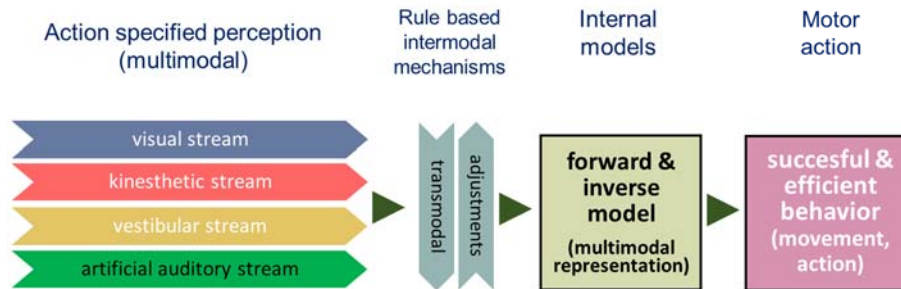 Action specified perception
(multimodal)
Rule based
intermodal
mechanisms
Internal
models
Motor
action
visual stream
kinesthetic stream
vestibular stream
artificial auditory stream
transmodal
adjustments
forward &
inverse
model
(multimodal
representation)
succesful &
efficient
behavior
(movement,
action)